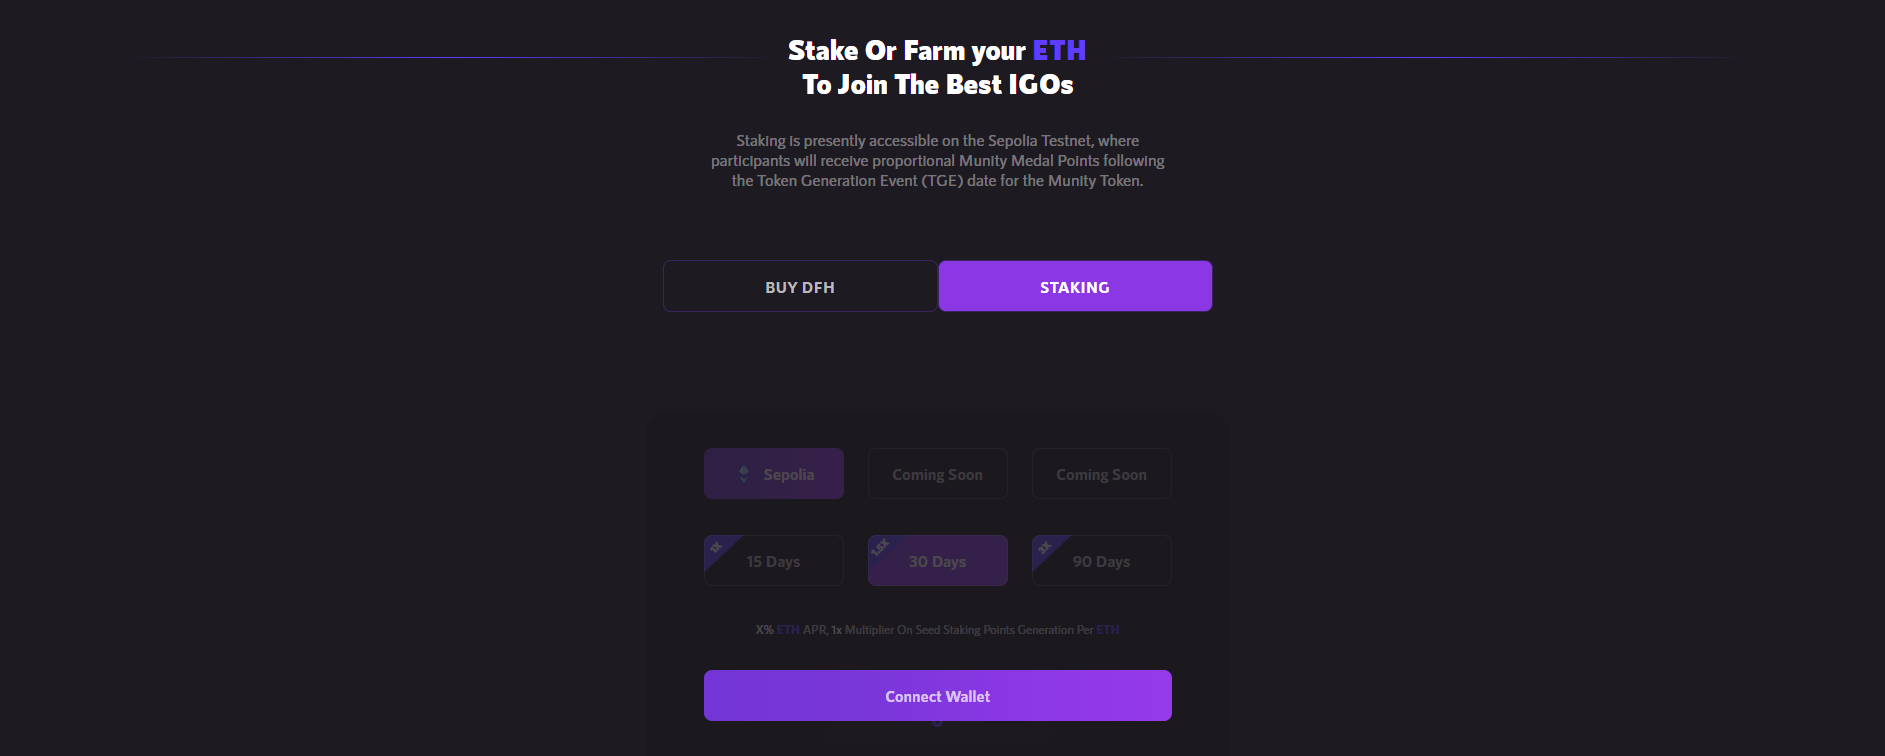 Stake Or Farm your ETH
To Join The Best IGOs
Staking is presently accessible on the Sepolia Testnet, where
participants will receive proportional Munity Medal Points following
the Token Generation Event (TGE) date for the Munity Token.
BUY DFH
STAKING
Sepolia
Coming Soon
Coming Soon
1X
15 Days
1.5X
30 Days
3X
90 Days
X% ETH APR, 1x Multiplier On Seed Staking Points Generation Per ETH
Connect Wallet